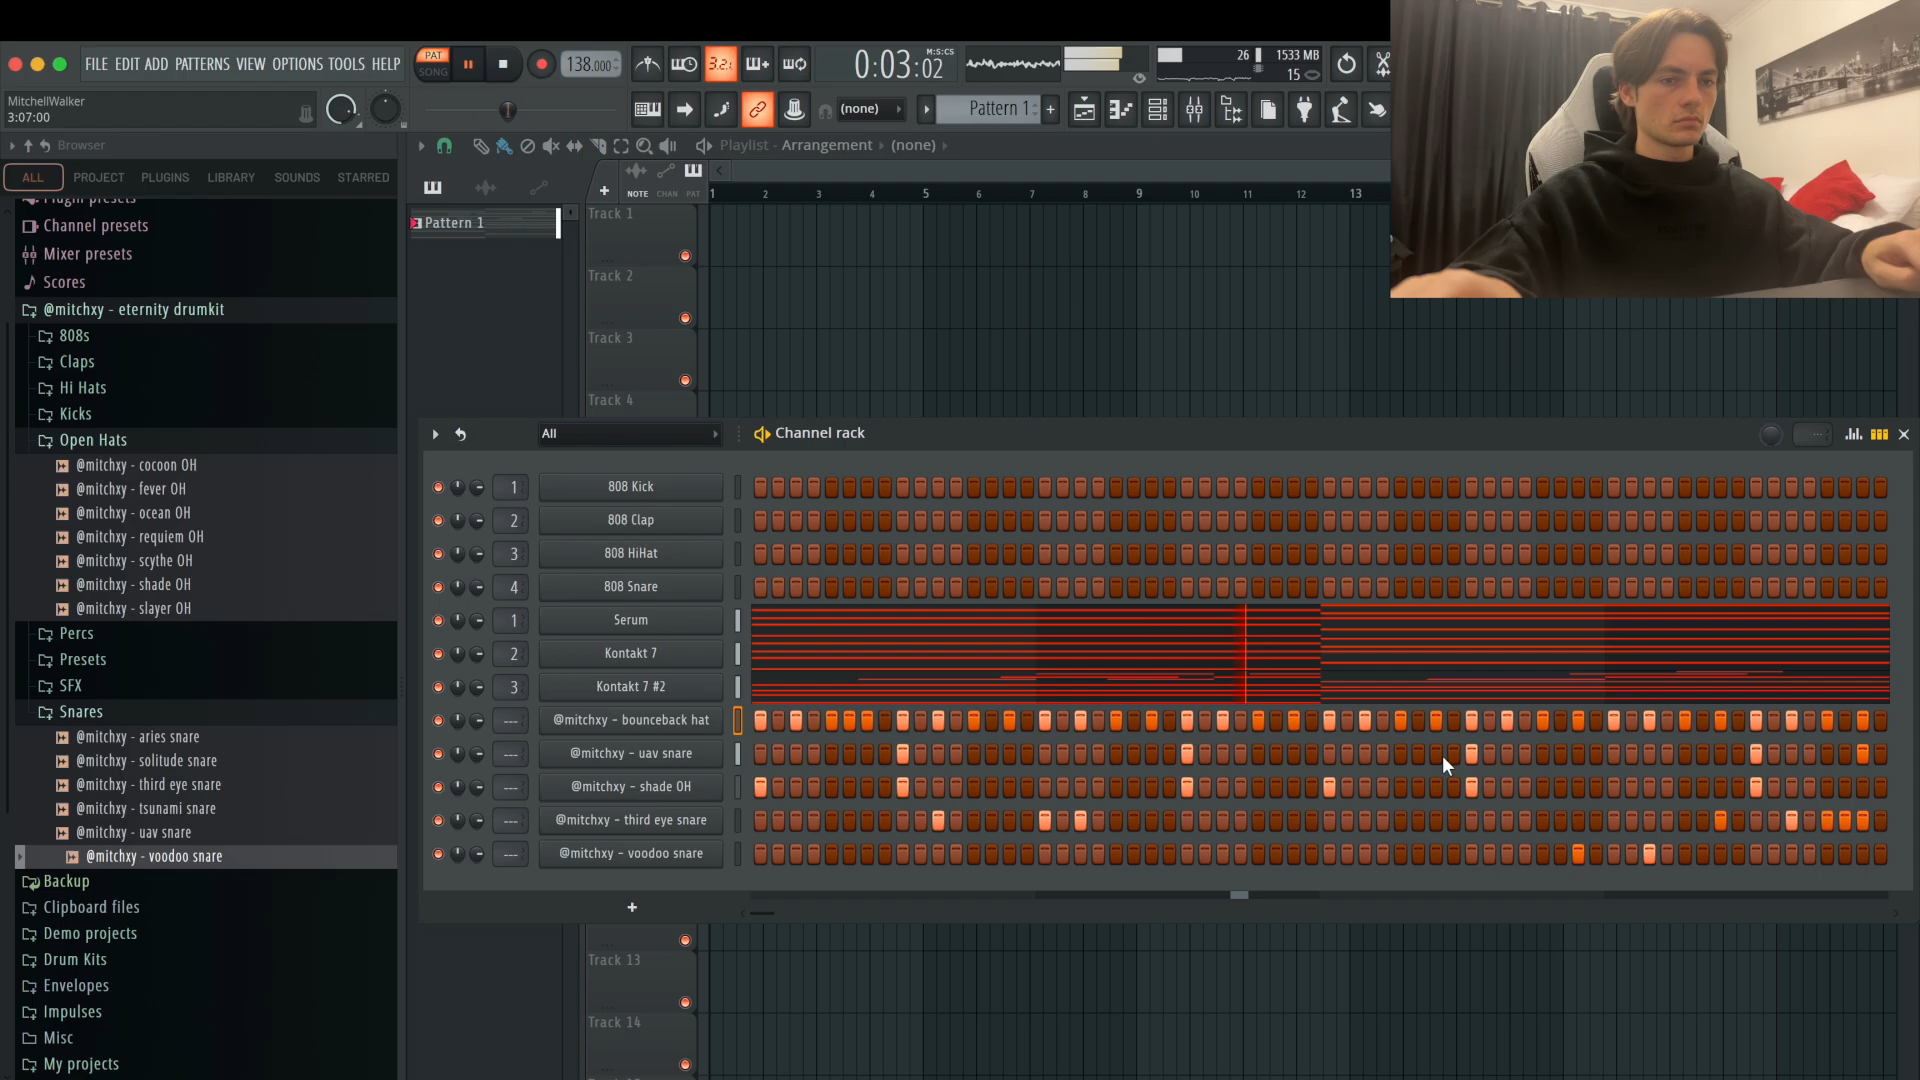 FILE EDIT ADD PATTERNS VIEW OPTIONS TOOLS HELP
PAT
SONG
138.000
3.2.
0:03:02
M:S:CS
26
1533 MB
15
MitchellWalker
3:07:00
(none)
Pattern 1
+
Browser
Playlist - Arrangement
(none)
ALL
PROJECT
PLUGINS
LIBRARY
SOUNDS
STARRED
Plugin presets
Channel presets
Mixer presets
Scores
@mitchxy - eternity drumkit
808s
Claps
Hi Hats
Kicks
Open Hats
@mitchxy - cocoon OH
@mitchxy - fever OH
@mitchxy - ocean OH
@mitchxy - requiem OH
@mitchxy - scythe OH
@mitchxy - shade OH
@mitchxy - slayer OH
Percs
Presets
SFX
Snares
@mitchxy - aries snare
@mitchxy - solitude snare
@mitchxy - third eye snare
@mitchxy - tsunami snare
@mitchxy - uav snare
@mitchxy - voodoo snare
Backup
Clipboard files
Demo projects
Drum Kits
Envelopes
Impulses
Misc
My projects
Pattern 1
+
NOTE CHAN PAT
1 2 3 4 5 6 7 8 9 10 11 12 13
Track 1
Track 2
Track 3
Track 4
All
Channel rack
1 808 Kick
2 808 Clap
3 808 HiHat
4 808 Snare
1 Serum
2 Kontakt 7
3 Kontakt 7 #2
--- @mitchxy - bounceback hat
--- @mitchxy - uav snare
--- @mitchxy - shade OH
--- @mitchxy - third eye snare
--- @mitchxy - voodoo snare
+
Track 13
Track 14